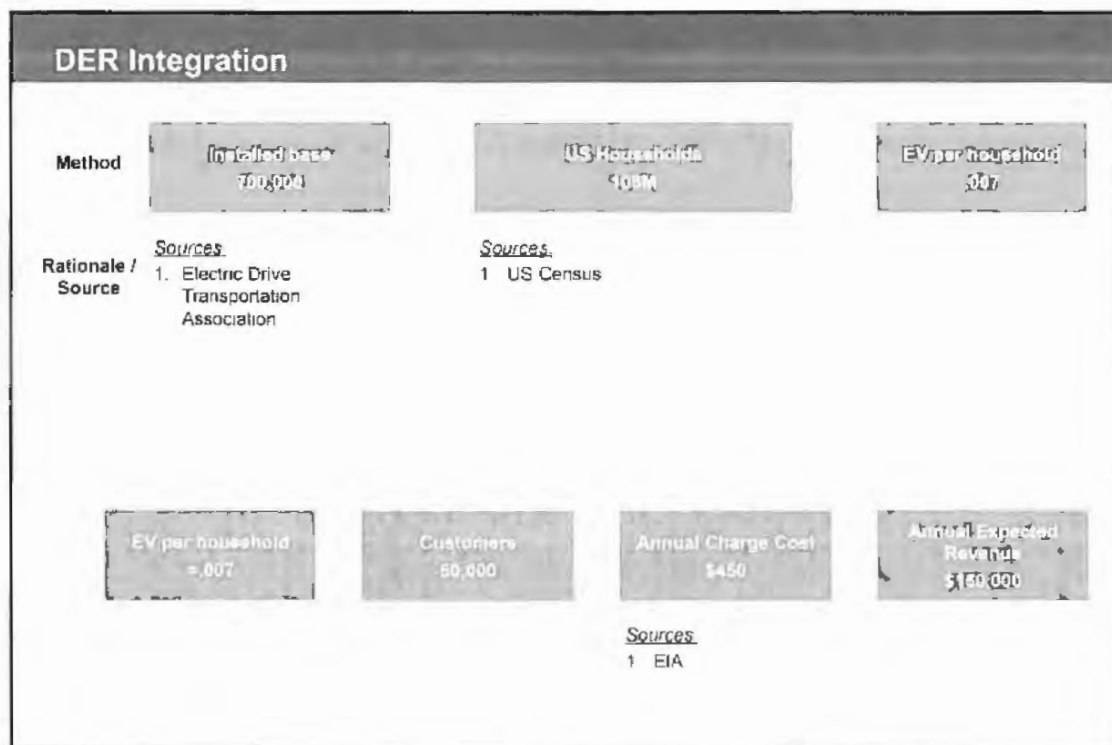 DER Integration
Method
Installed base
700,000
US Households
108M
EV per household
.007
Rationale /
Source
Sources
1. Electric Drive
Transportation
Association
Sources
1 US Census
EV per household
=.007
Customers
50,000
Annual Charge Cost
$450
Annual Expected
Revenue
$150,000
Sources
1 EIA